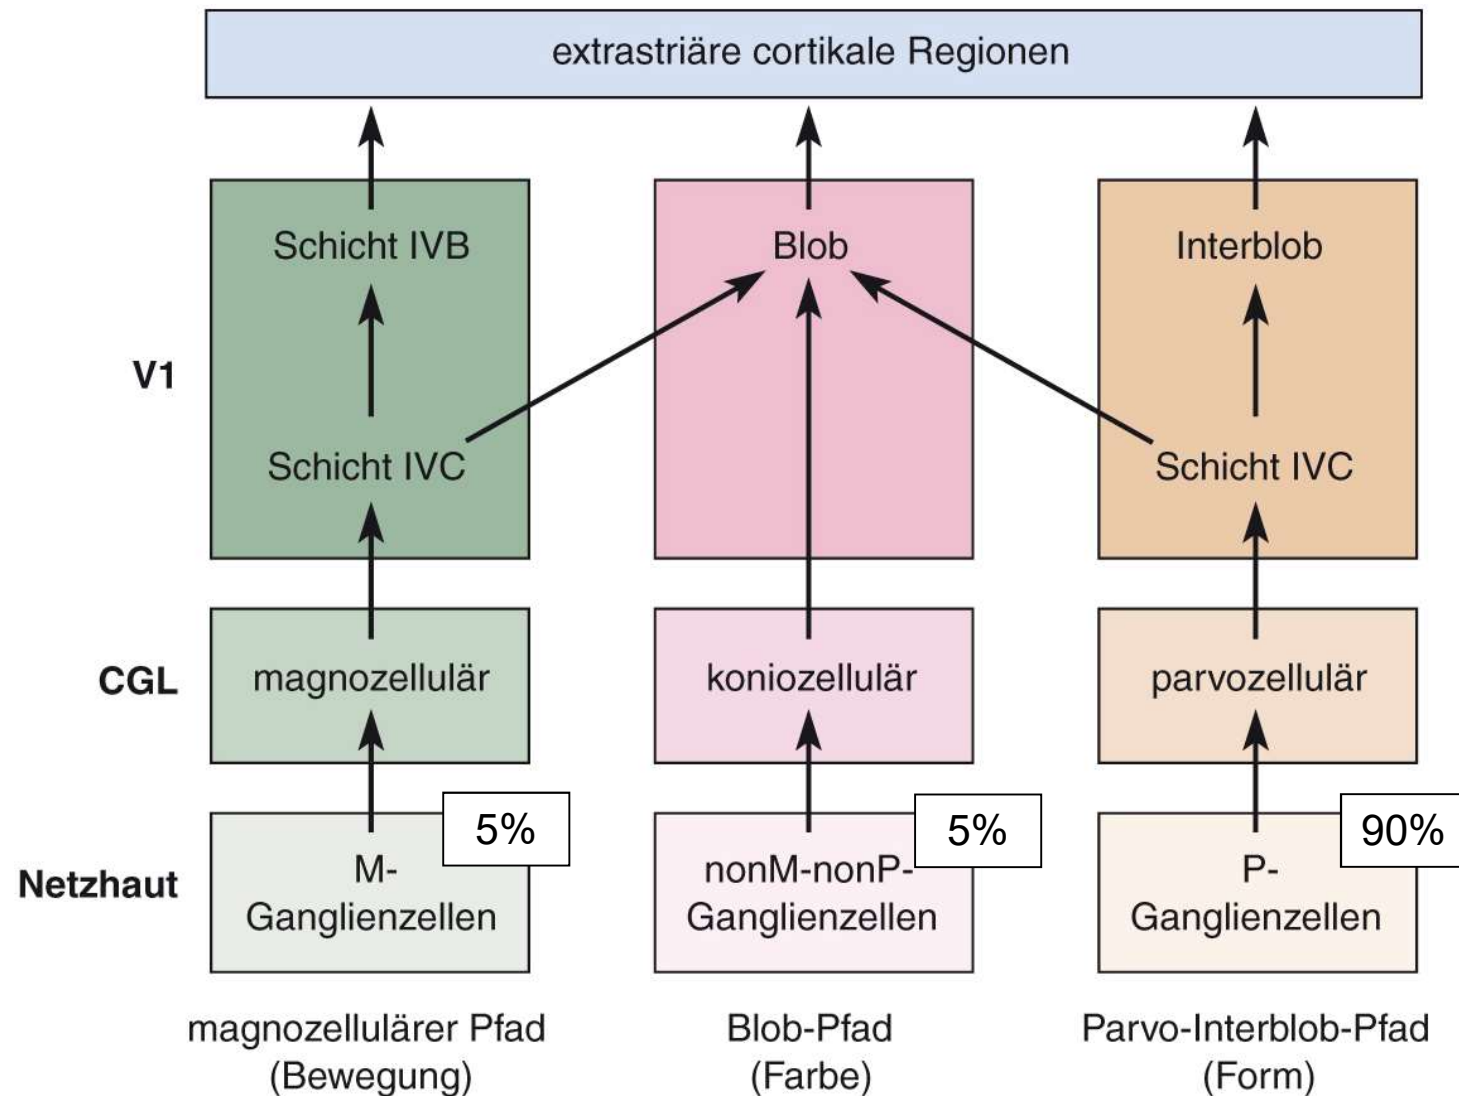 extrastriäre cortikale Regionen
Schicht IVB
Blob
Interblob
V1
Schicht IVC
Schicht IVC
CGL
magnozellulär
koniozellulär
parvozellulär
5%
5%
90%
Netzhaut
M-
Ganglienzellen
nonM-nonP-
Ganglienzellen
P-
Ganglienzellen
magnozellulärer Pfad
(Bewegung)
Blob-Pfad
(Farbe)
Parvo-Interblob-Pfad
(Form)